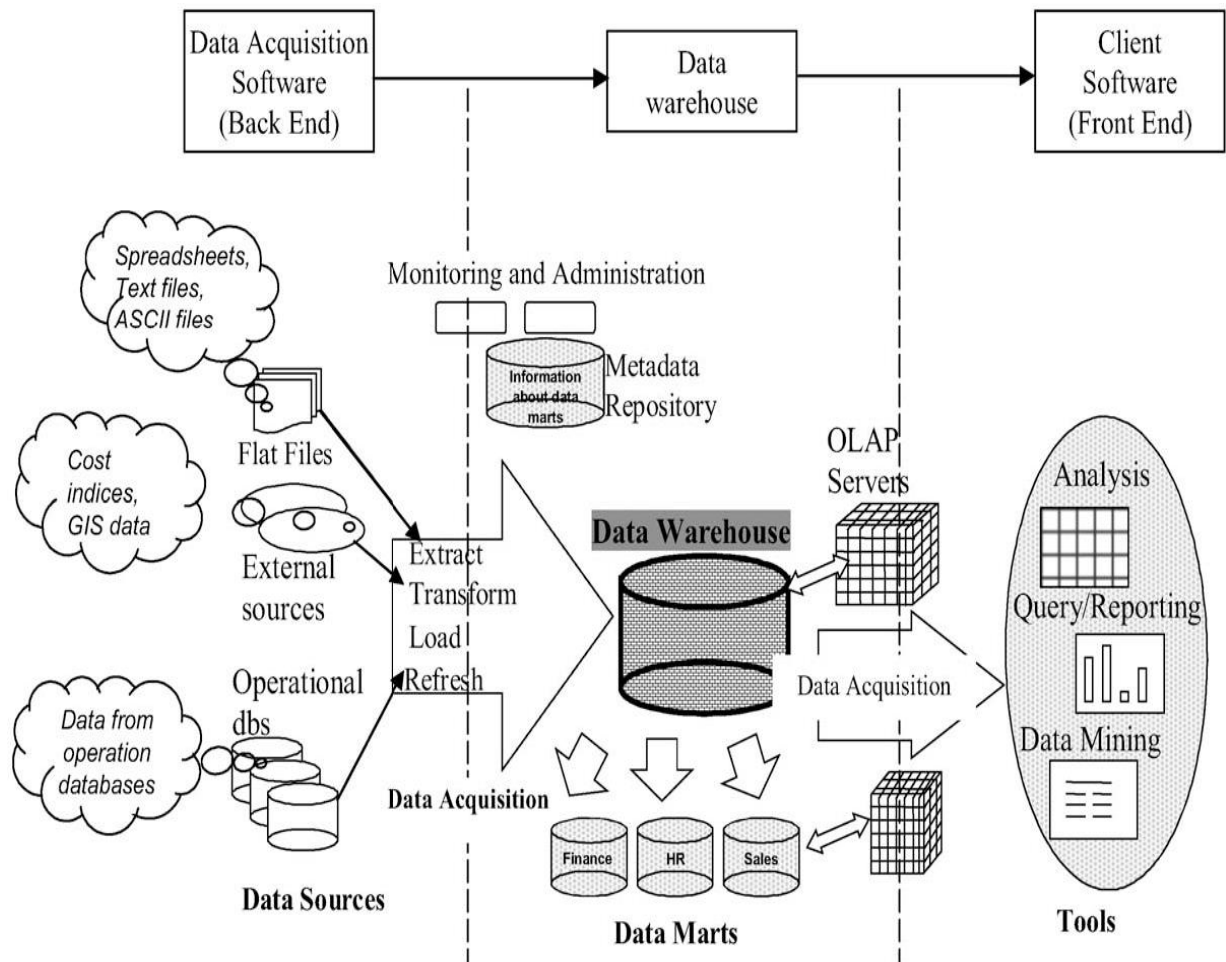 Data Acquisition
Software
(Back End)
Data
warehouse
Client
Software
(Front End)
Spreadsheets,
Text files,
ASCII files
Monitoring and Administration
Information
about data
marts
Metadata
Repository
Flat Files
Cost
indices,
GIS data
External
sources
Extract
Transform
Load
Refresh
Data Warehouse
OLAP
Servers
Analysis
Query/Reporting
Data Mining
Operational
dbs
Data from
operation
databases
Data Acquisition
Data Acquisition
Finance
HR
Sales
Data Sources
Data Marts
Tools